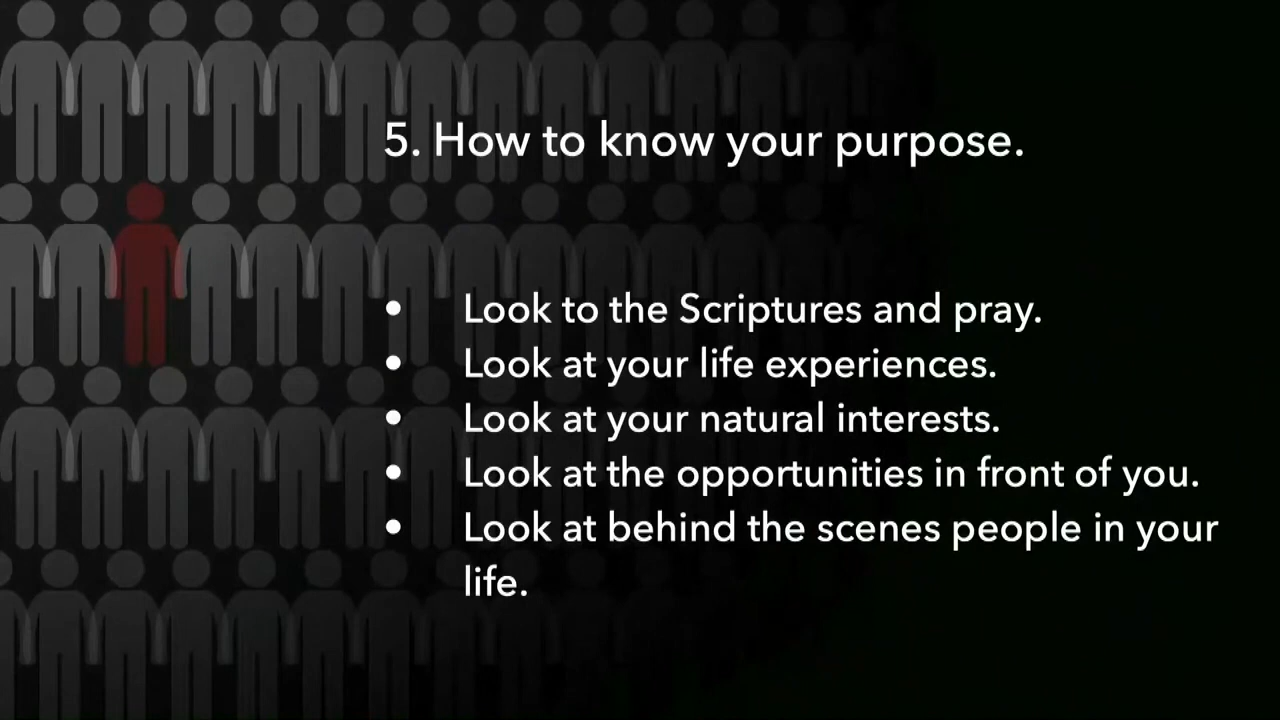 5. How to know your purpose.
• Look to the Scriptures and pray.
• Look at your life experiences.
• Look at your natural interests.
• Look at the opportunities in front of you.
• Look at behind the scenes people in your
life.